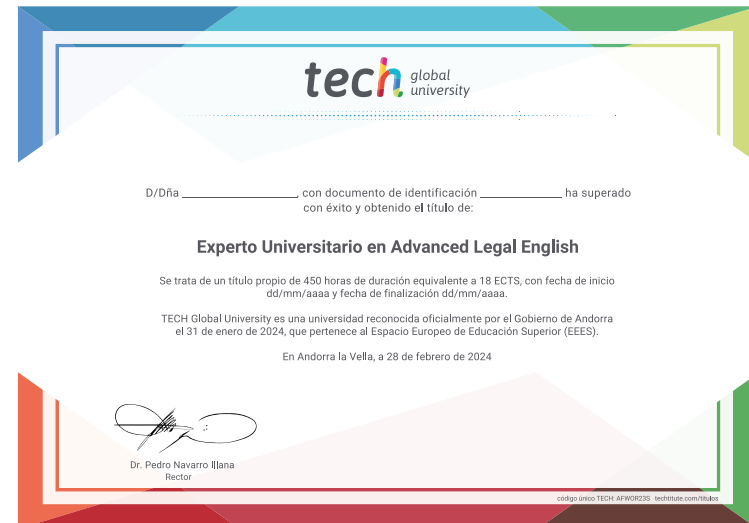 tech global
university
D/Dña ______________, con documento de identificación __________ ha superado
con éxito y obtenido el título de:
Experto Universitario en Advanced Legal English
Se trata de un título propio de 450 horas de duración equivalente a 18 ECTS, con fecha de inicio
dd/mm/aaaa y fecha de finalización dd/mm/aaaa.
TECH Global University es una universidad reconocida oficialmente por el Gobierno de Andorra
el 31 de enero de 2024, que pertenece al Espacio Europeo de Educación Superior (EEES).
En Andorra la Vella, a 28 de febrero de 2024
Dr. Pedro Navarro Illana
Rector
código único TECH: AFWOR23S techtitute.com/titulos